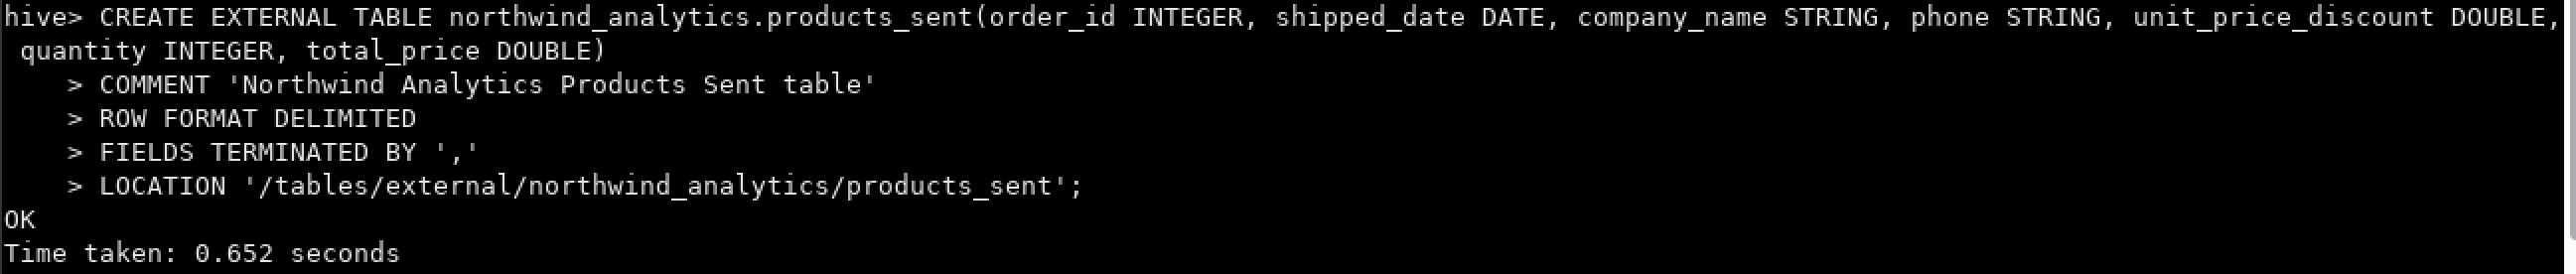 hive> CREATE EXTERNAL TABLE northwind_analytics.products_sent(order_id INTEGER, shipped_date DATE, company_name STRING, phone STRING, unit_price_discount DOUBLE,
quantity INTEGER, total_price DOUBLE)
> COMMENT 'Northwind Analytics Products Sent table'
> ROW FORMAT DELIMITED
> FIELDS TERMINATED BY ','
> LOCATION '/tables/external/northwind_analytics/products_sent';
OK
Time taken: 0.652 seconds